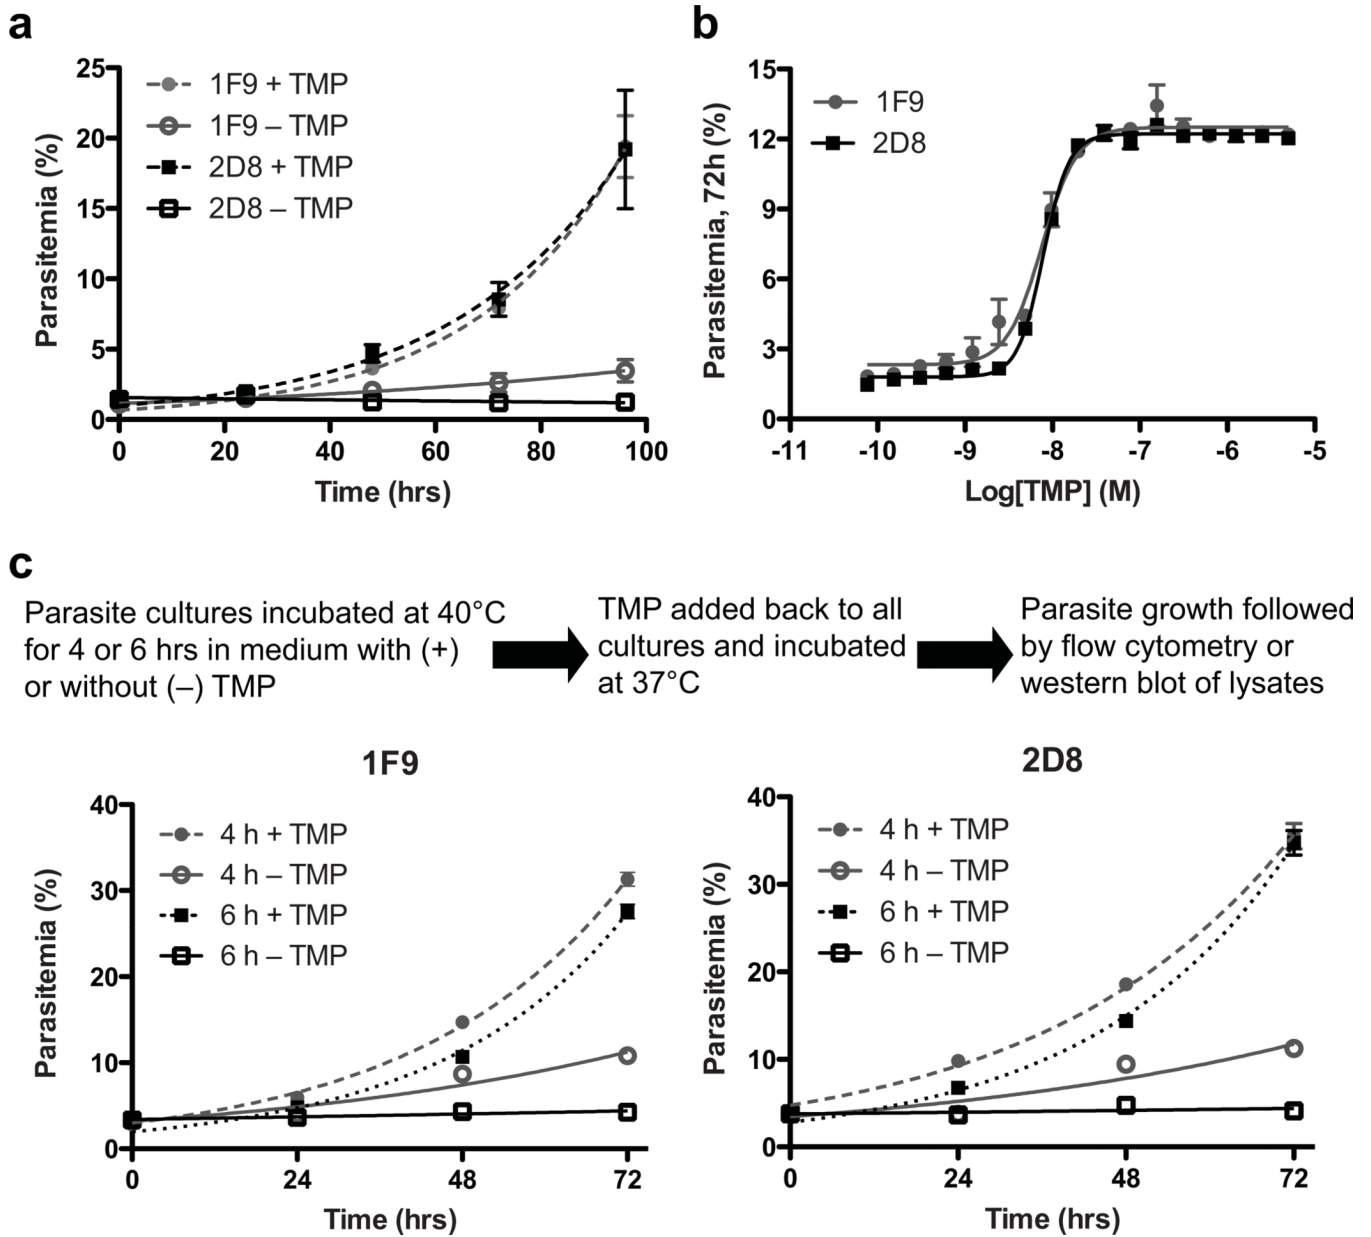 a
25
20
15
10
5
0
Parasitemia (%)
1F9 + TMP
1F9 – TMP
2D8 + TMP
2D8 – TMP
0 20 40 60 80 100
Time (hrs)
b
15
12
9
6
3
0
Parasitemia, 72h (%)
1F9
2D8
-11 -10 -9 -8 -7 -6 -5
Log[TMP] (M)
c
Parasite cultures incubated at 40°C
for 4 or 6 hrs in medium with (+)
or without (–) TMP
TMP added back to all
cultures and incubated
at 37°C
Parasite growth followed
by flow cytometry or
western blot of lysates
1F9
40
30
20
10
0
Parasitemia (%)
4 h + TMP
4 h – TMP
6 h + TMP
6 h – TMP
0 24 48 72
Time (hrs)
2D8
40
30
20
10
0
Parasitemia (%)
4 h + TMP
4 h – TMP
6 h + TMP
6 h – TMP
0 24 48 72
Time (hrs)